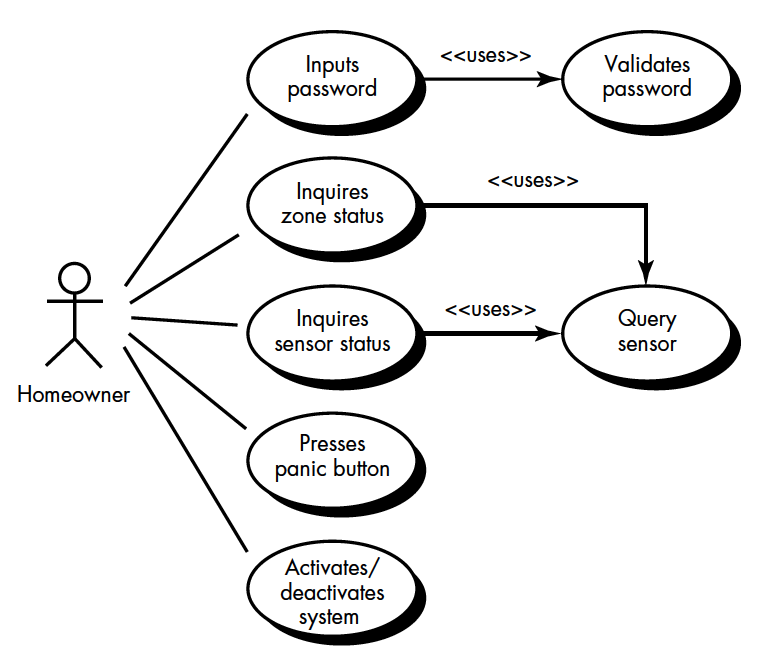 Inputs
password
<<uses>>
Validates
password
Inquires
zone status
<<uses>>
Inquires
sensor status
<<uses>>
Query
sensor
Homeowner
Presses
panic button
Activates/
deactivates
system